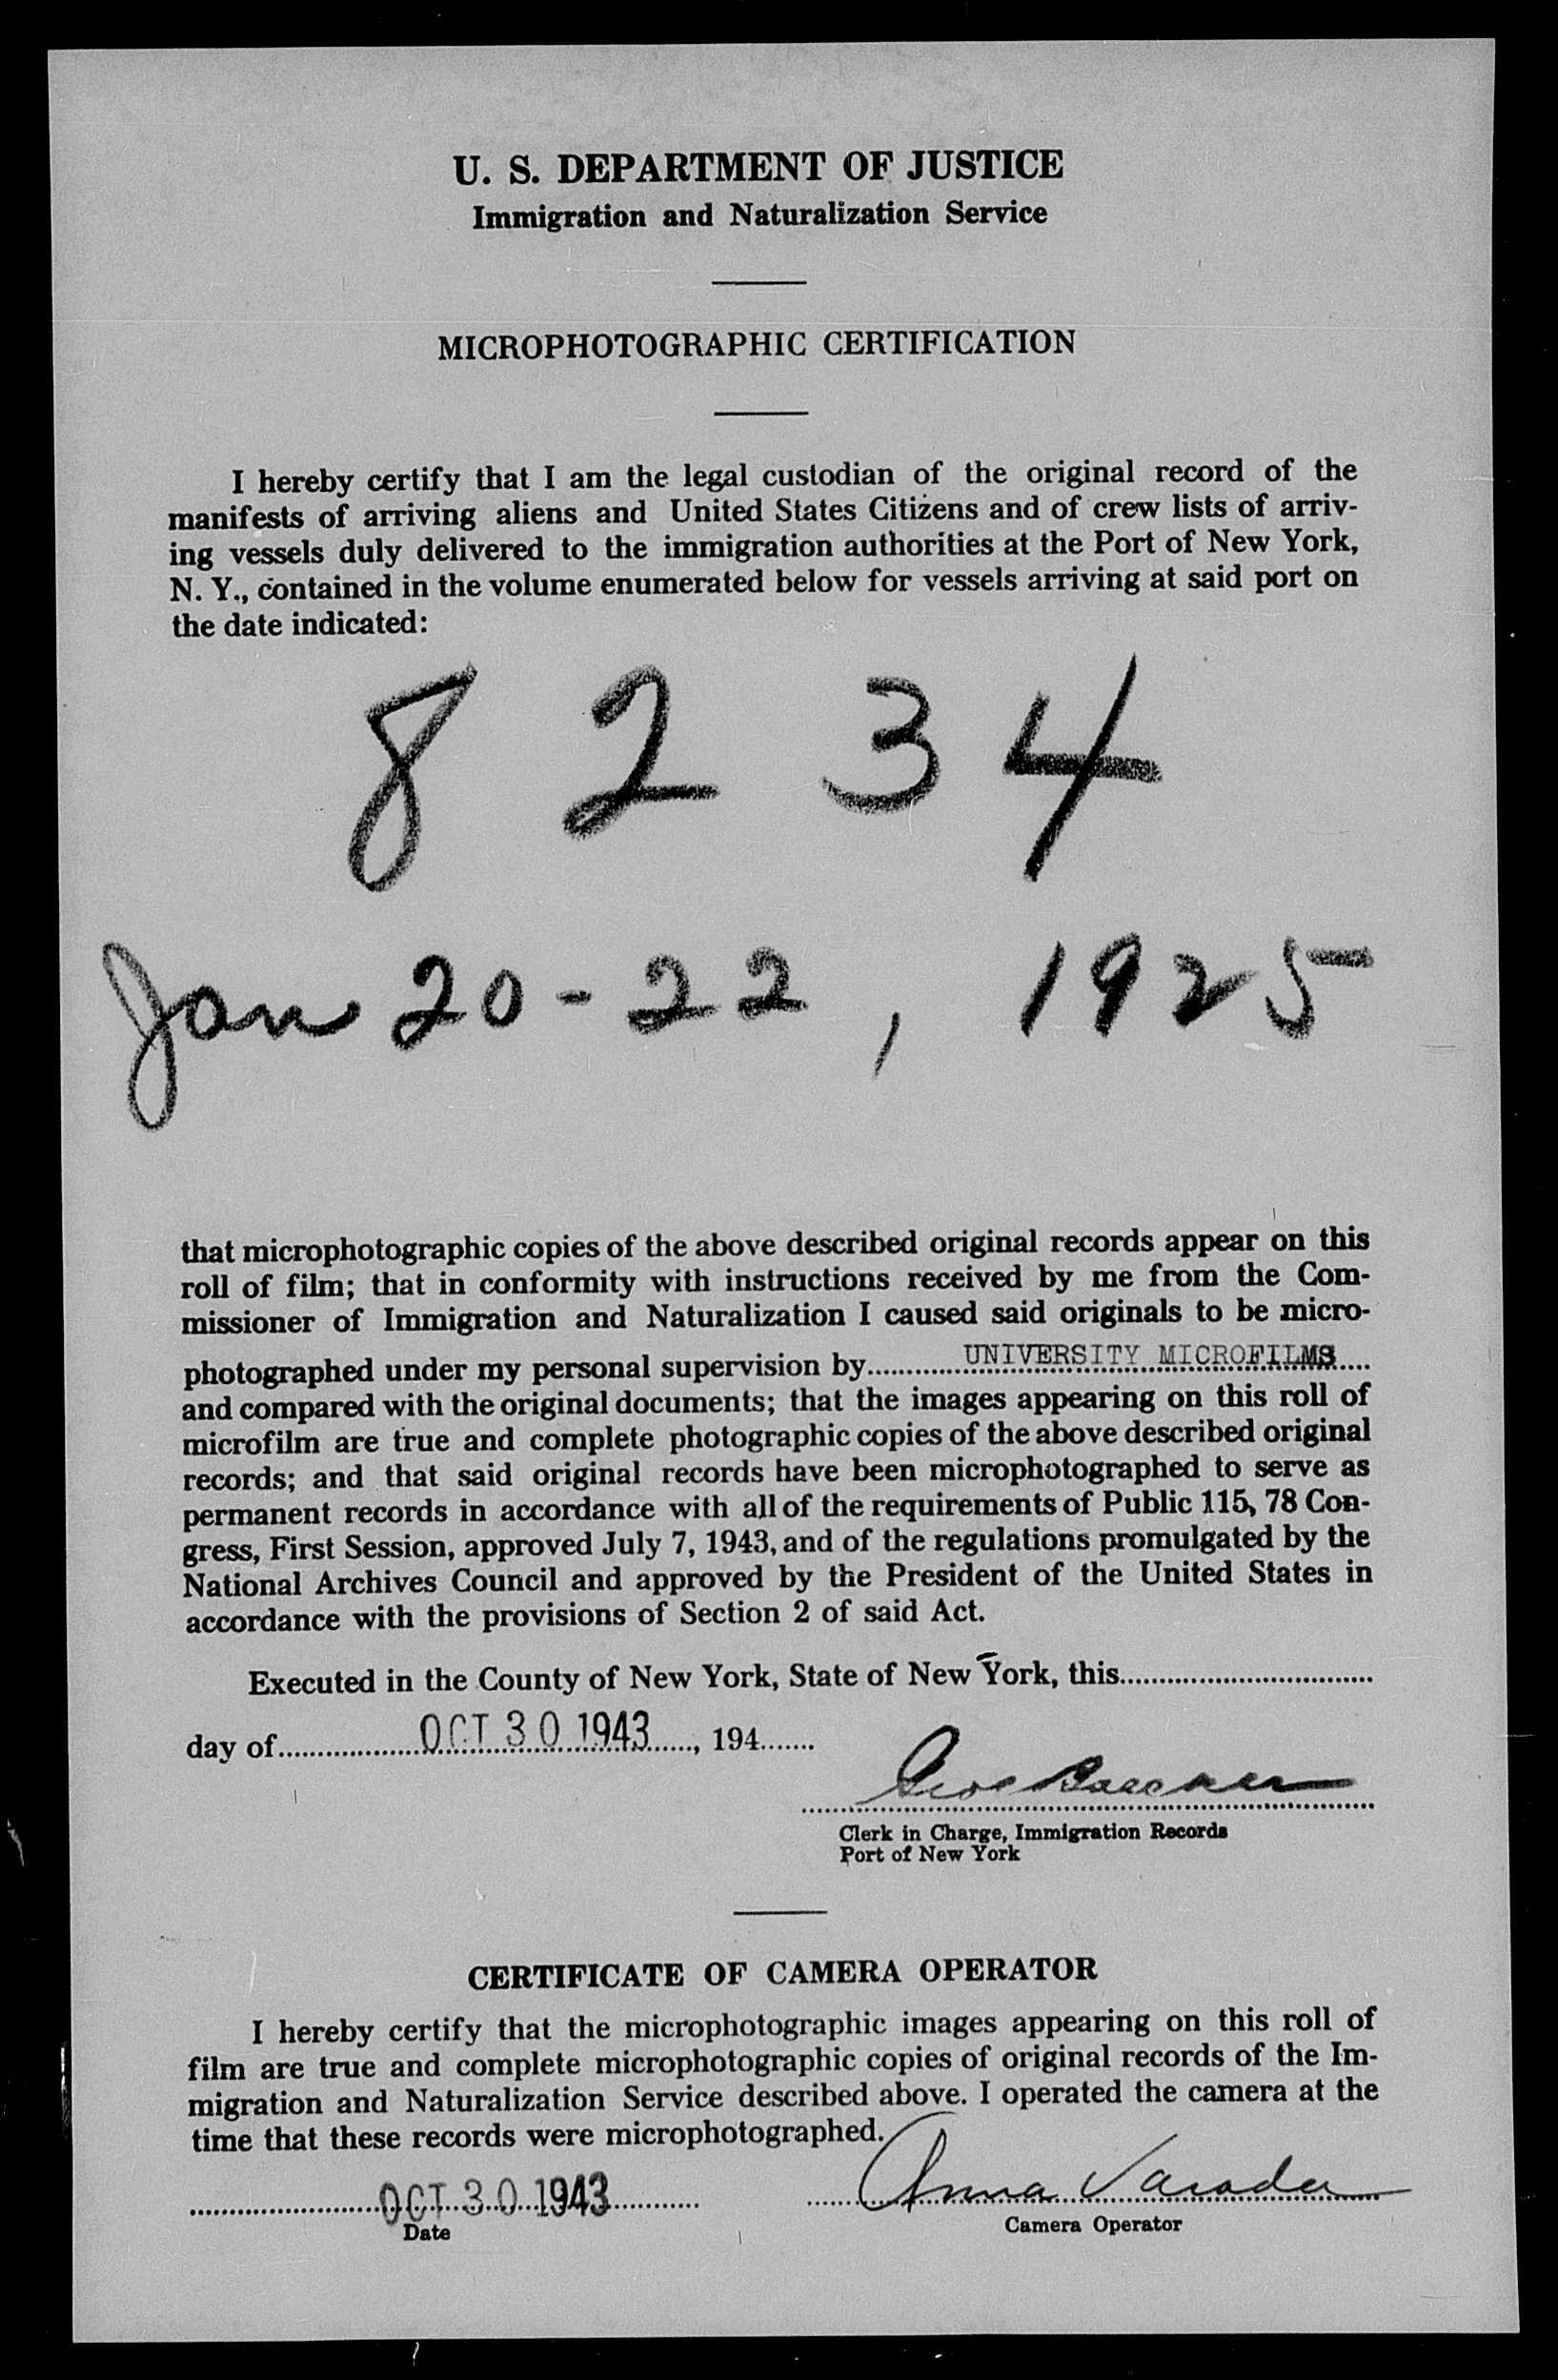 U. S. DEPARTMENT OF JUSTICE
Immigration and Naturalization Service
MICROPHOTOGRAPHIC CERTIFICATION
I hereby certify that I am the legal custodian of the original record of the
manifests of arriving aliens and United States Citizens and of crew lists of arriv-
ing vessels duly delivered to the immigration authorities at the Port of New York,
N. Y., contained in the volume enumerated below for vessels arriving at said port on
the date indicated:
8 2 3 4
Jan 20-22, 1925
that microphotographic copies of the above described original records appear on this
roll of film; that in conformity with instructions received by me from the Com-
missioner of Immigration and Naturalization I caused said originals to be micro-
photographed under my personal supervision by UNIVERSITY MICROFILMS
and compared with the original documents; that the images appearing on this roll of
microfilm are true and complete photographic copies of the above described original
records; and that said original records have been microphotographed to serve as
permanent records in accordance with all of the requirements of Public 115, 78 Con-
gress, First Session, approved July 7, 1943, and of the regulations promulgated by the
National Archives Council and approved by the President of the United States in
accordance with the provisions of Section 2 of said Act.
Executed in the County of New York, State of New York, this
day of OCT 30 1943, 194
Clerk in Charge, Immigration Records
Port of New York
CERTIFICATE OF CAMERA OPERATOR
I hereby certify that the microphotographic images appearing on this roll of
film are true and complete microphotographic copies of original records of the Im-
migration and Naturalization Service described above. I operated the camera at the
time that these records were microphotographed.
OCT 30 1943 Anna
Date Camera Operator